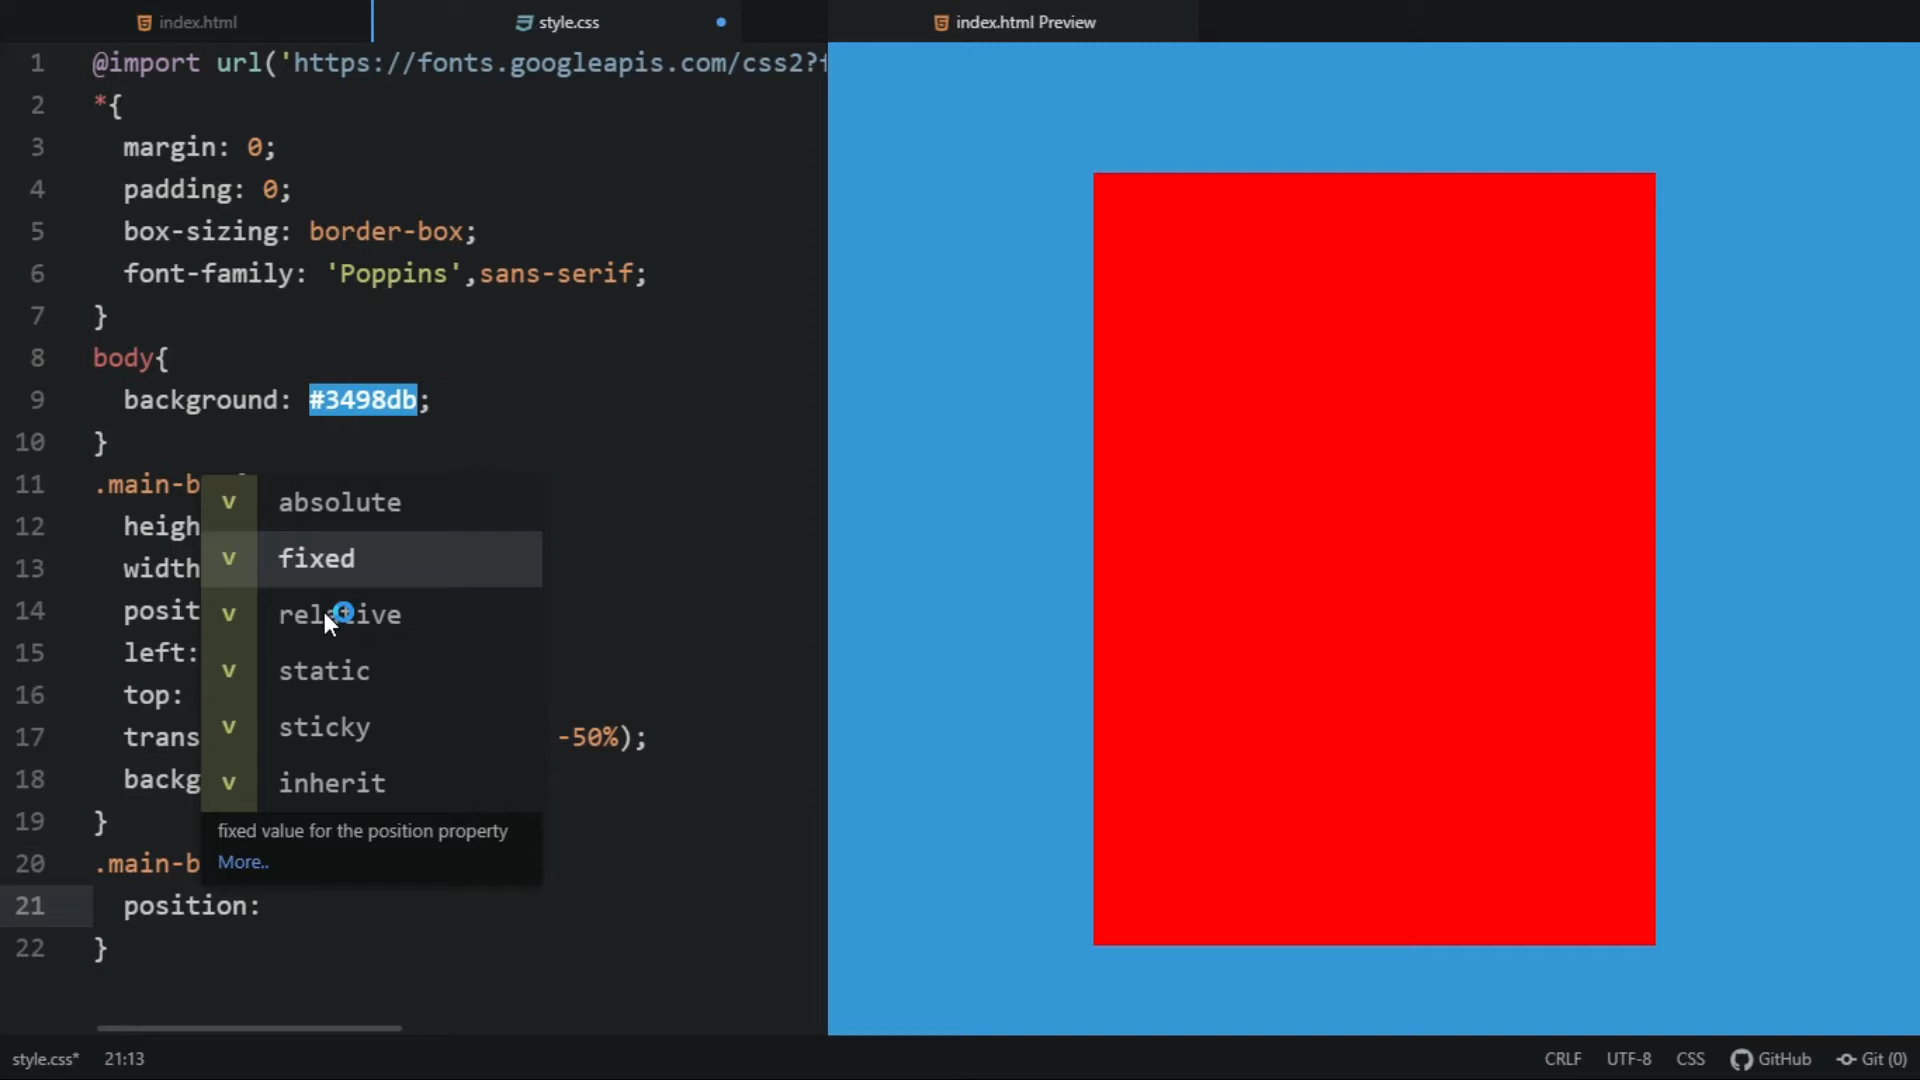 index.html
style.css
index.html Preview
1 @import url('https://fonts.googleapis.com/css2?f
2 *{
3 margin: 0;
4 padding: 0;
5 box-sizing: border-box;
6 font-family: 'Poppins',sans-serif;
7 }
8 body{
9 background: #3498db;
10 }
11 .main-b
12 heigh
13 width
14 posit
15 left:
16 top:
17 trans -50%);
18 backg
19 }
20 .main-b
21 position:
22 }
v absolute
v fixed
v relative
v static
v sticky
v inherit
fixed value for the position property
More..
style.css* 21:13 CRLF UTF-8 CSS GitHub Git (0)